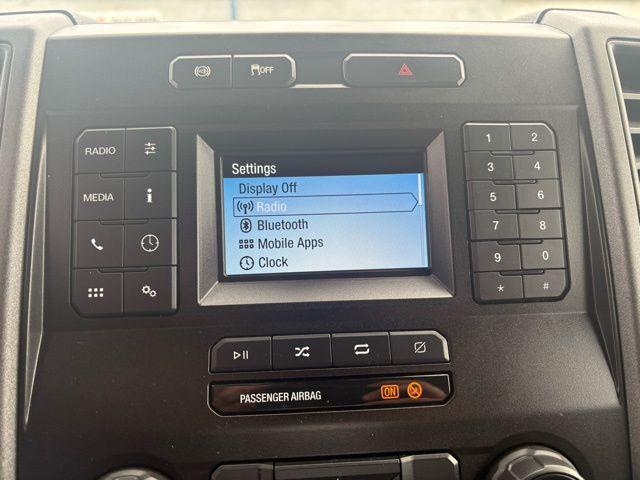 OFF
RADIO
MEDIA
i
Settings
Display Off
Radio
Bluetooth
Mobile Apps
Clock
1 2
3 4
5 6
7 8
9 0
* #
PASSENGER AIRBAG ON